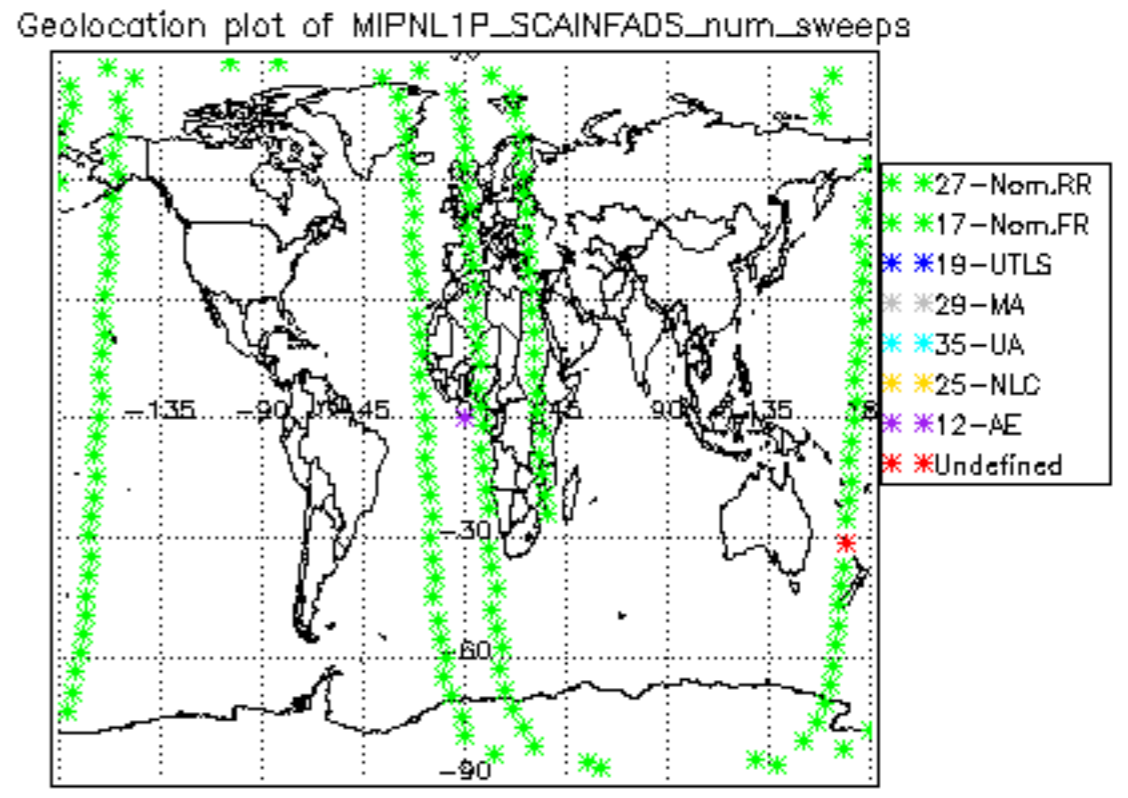 Geolocation plot of MIPNL1P_SCAINFADS_num_sweeps
27-Nom.RR
17-Nom.FR
19-UTLS
29-MA
35-UA
25-NLC
12-AE
Undefined
-135 -90 -45 45 90 135
-30
-60
-90